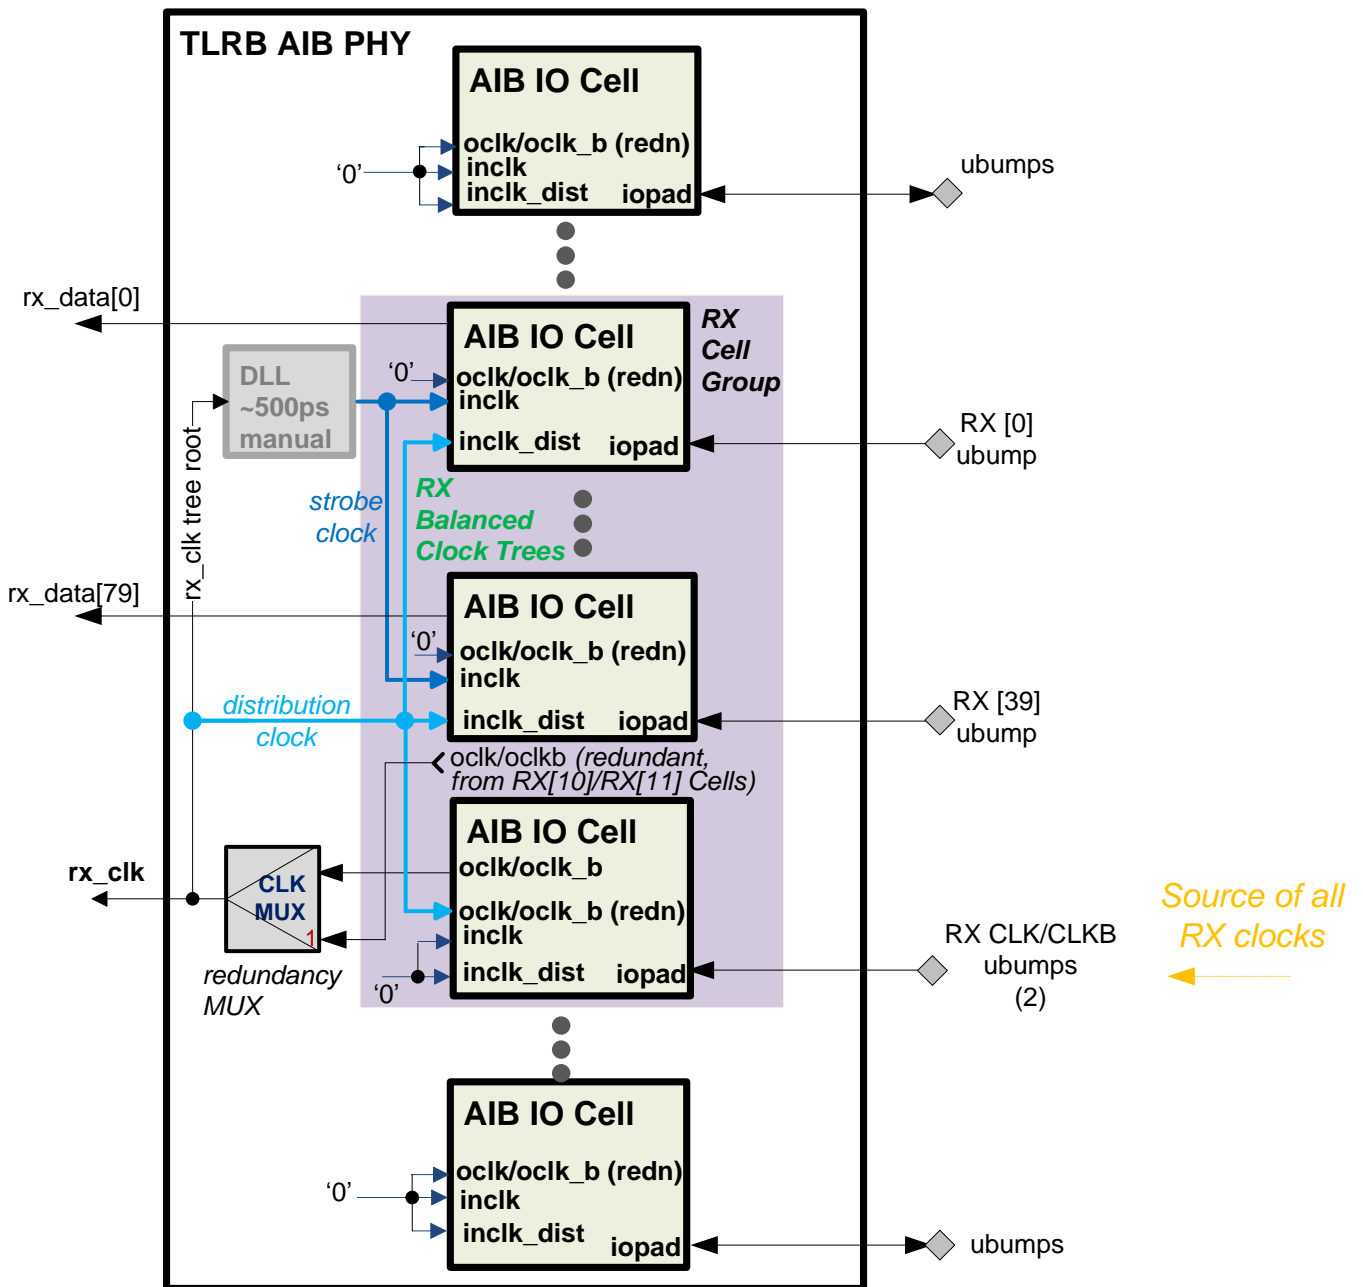 TLRB AIB PHY
AIB IO Cell
oclk/oclk_b (redn)
inclk
inclk_dist
iopad
‘0’
ubumps
rx_data[0]
AIB IO Cell
RX
Cell
Group
‘0’
oclk/oclk_b (redn)
inclk
inclk_dist
iopad
DLL
~500ps
manual
RX [0]
ubump
rx_clk tree root
strobe
clock
RX
Balanced
Clock Trees
rx_data[79]
AIB IO Cell
‘0’
oclk/oclk_b (redn)
inclk
inclk_dist
iopad
distribution
clock
RX [39]
ubump
oclk/oclkb (redundant,
from RX[10]/RX[11] Cells)
AIB IO Cell
oclk/oclk_b
oclk/oclk_b (redn)
inclk
inclk_dist
iopad
‘0’
rx_clk
CLK
MUX
1
redundancy
MUX
RX CLK/CLKB
ubumps
(2)
Source of all
RX clocks
AIB IO Cell
oclk/oclk_b (redn)
inclk
inclk_dist
iopad
‘0’
ubumps